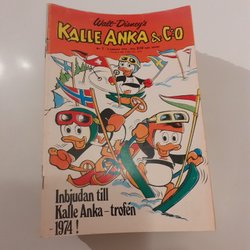 Walt Disney's
KALLE ANKA & C:O
Inbjudan till
Kalle Anka-trofén
1974!